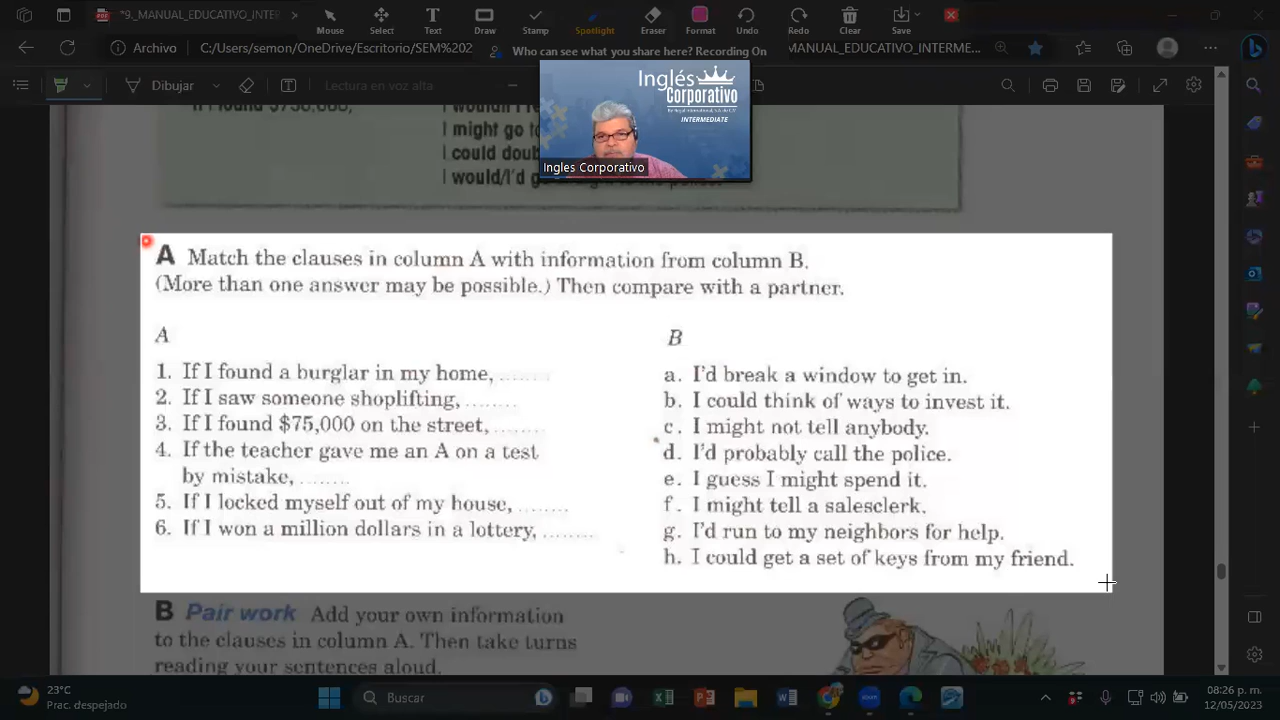 9_MANUAL_EDUCATIVO_INTER
Mouse
Select
Text
Draw
Stamp
Spotlight
Eraser
Format
Undo
Redo
Clear
Save
Archivo
C:/Users/semon/OneDrive/Escritorio/SEM%202
Who can see what you share here? Recording On
MANUAL_EDUCATIVO_INTERME...
Dibujar
Lectura en voz alta
Inglés
Corporativo
INTERMEDIATE
Ingles Corporativo
I might go to
I could doub
I would/I'd g
A Match the clauses in column A with information from column B.
(More than one answer may be possible.) Then compare with a partner.
A
1. If I found a burglar in my home, ........
2. If I saw someone shoplifting, ........
3. If I found $75,000 on the street, ........
4. If the teacher gave me an A on a test
by mistake, ........
5. If I locked myself out of my house, ........
6. If I won a million dollars in a lottery, ........
B
a. I'd break a window to get in.
b. I could think of ways to invest it.
c. I might not tell anybody.
d. I'd probably call the police.
e. I guess I might spend it.
f. I might tell a salesclerk.
g. I'd run to my neighbors for help.
h. I could get a set of keys from my friend.
B Pair work Add your own information
to the clauses in column A. Then take turns
reading your sentences aloud.
23°C
Prac. despejado
Buscar
zoom
08:26 p. m.
12/05/2023